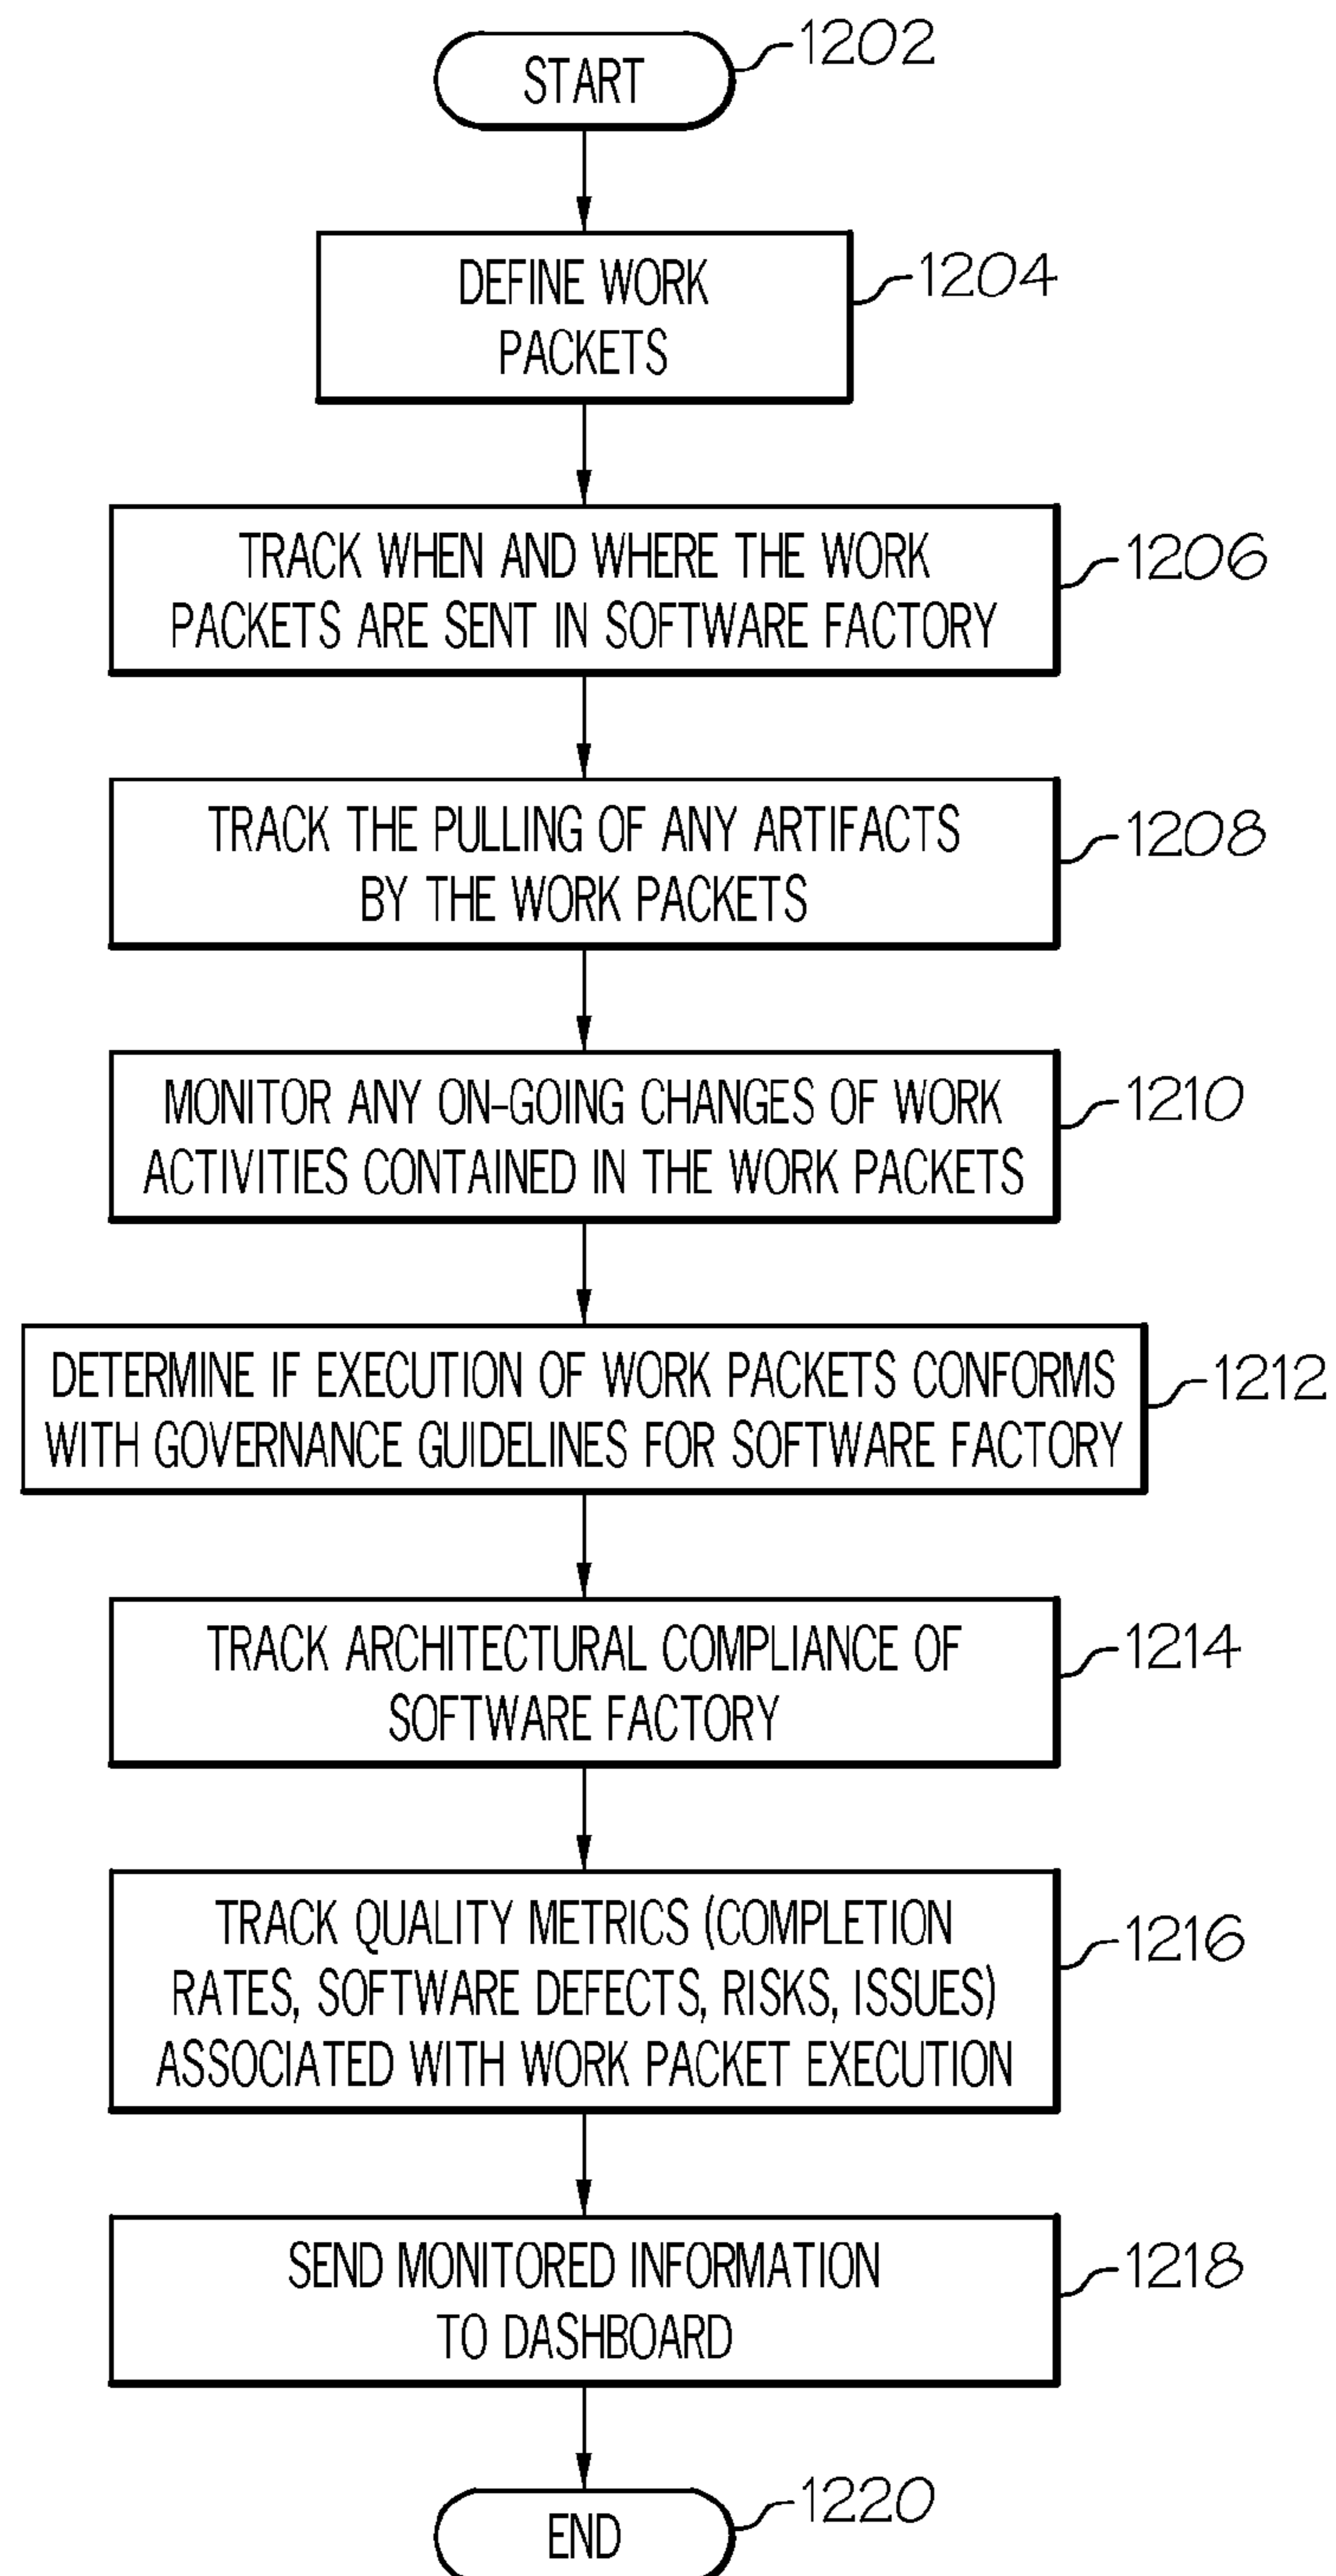 START
1202
DEFINE WORK
PACKETS
1204
TRACK WHEN AND WHERE THE WORK
PACKETS ARE SENT IN SOFTWARE FACTORY
1206
TRACK THE PULLING OF ANY ARTIFACTS
BY THE WORK PACKETS
1208
MONITOR ANY ON-GOING CHANGES OF WORK
ACTIVITIES CONTAINED IN THE WORK PACKETS
1210
DETERMINE IF EXECUTION OF WORK PACKETS CONFORMS
WITH GOVERNANCE GUIDELINES FOR SOFTWARE FACTORY
1212
TRACK ARCHITECTURAL COMPLIANCE OF
SOFTWARE FACTORY
1214
TRACK QUALITY METRICS (COMPLETION
RATES, SOFTWARE DEFECTS, RISKS, ISSUES)
ASSOCIATED WITH WORK PACKET EXECUTION
1216
SEND MONITORED INFORMATION
TO DASHBOARD
1218
END
1220